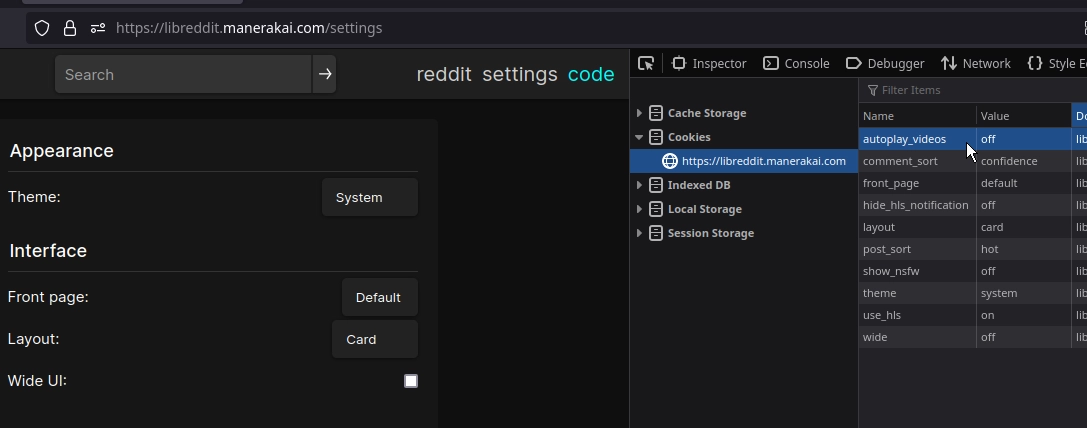 https://libreddit.manerakai.com/settings
Search
reddit settings code
Inspector
Console
Debugger
Network
Style E
Appearance
Theme:
System
Interface
Front page:
Default
Layout:
Card
Wide UI:
Cache Storage
Cookies
https://libreddit.manerakai.com
Indexed DB
Local Storage
Session Storage
Filter Items
Name Value Do
autoplay_videos off lib
comment_sort confidence lib
front_page default lib
hide_hls_notification off lib
layout card lib
post_sort hot lib
show_nsfw off lib
theme system lib
use_hls on lib
wide off lib